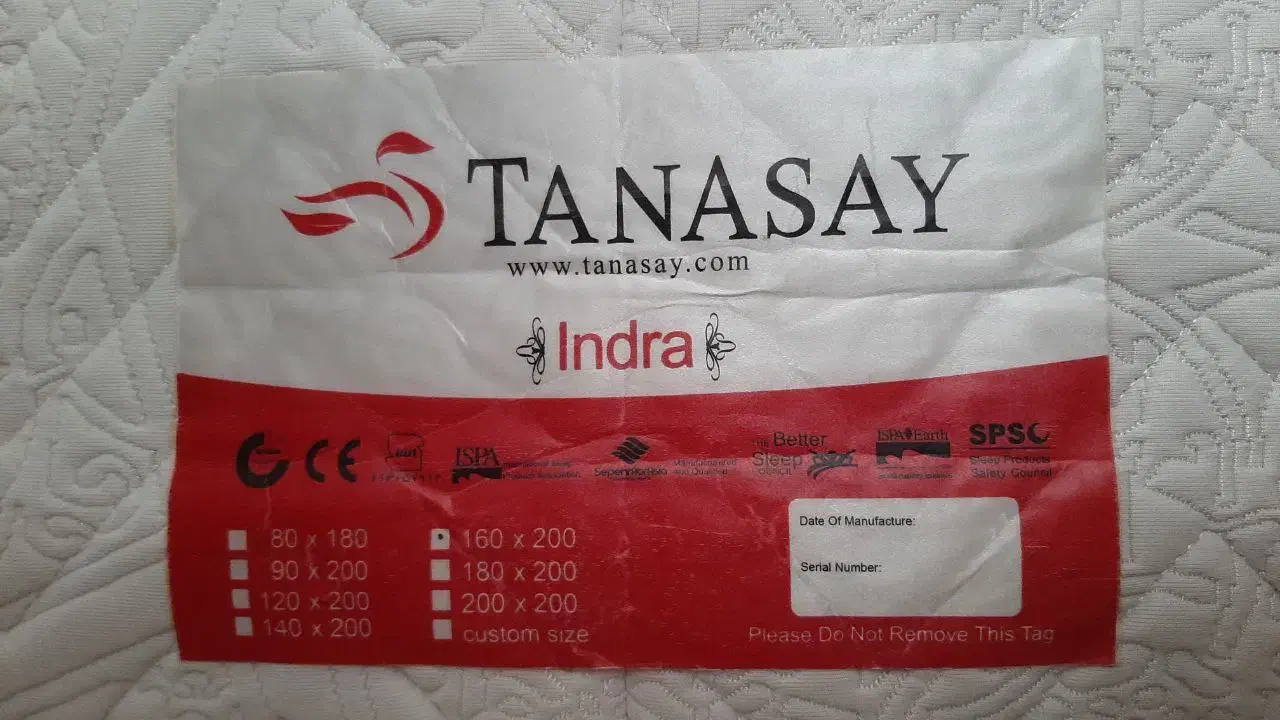 TANASAY
www.tanasay.com
Indra
CE
ISPA
The Better
Sleep
COUNCIL
ISPA Earth
SPSC
Sleep Products
Safety Council
80 x 180
90 x 200
120 x 200
140 x 200
160 x 200
180 x 200
200 x 200
custom size
Date Of Manufacture:
Serial Number:
Please Do Not Remove This Tag